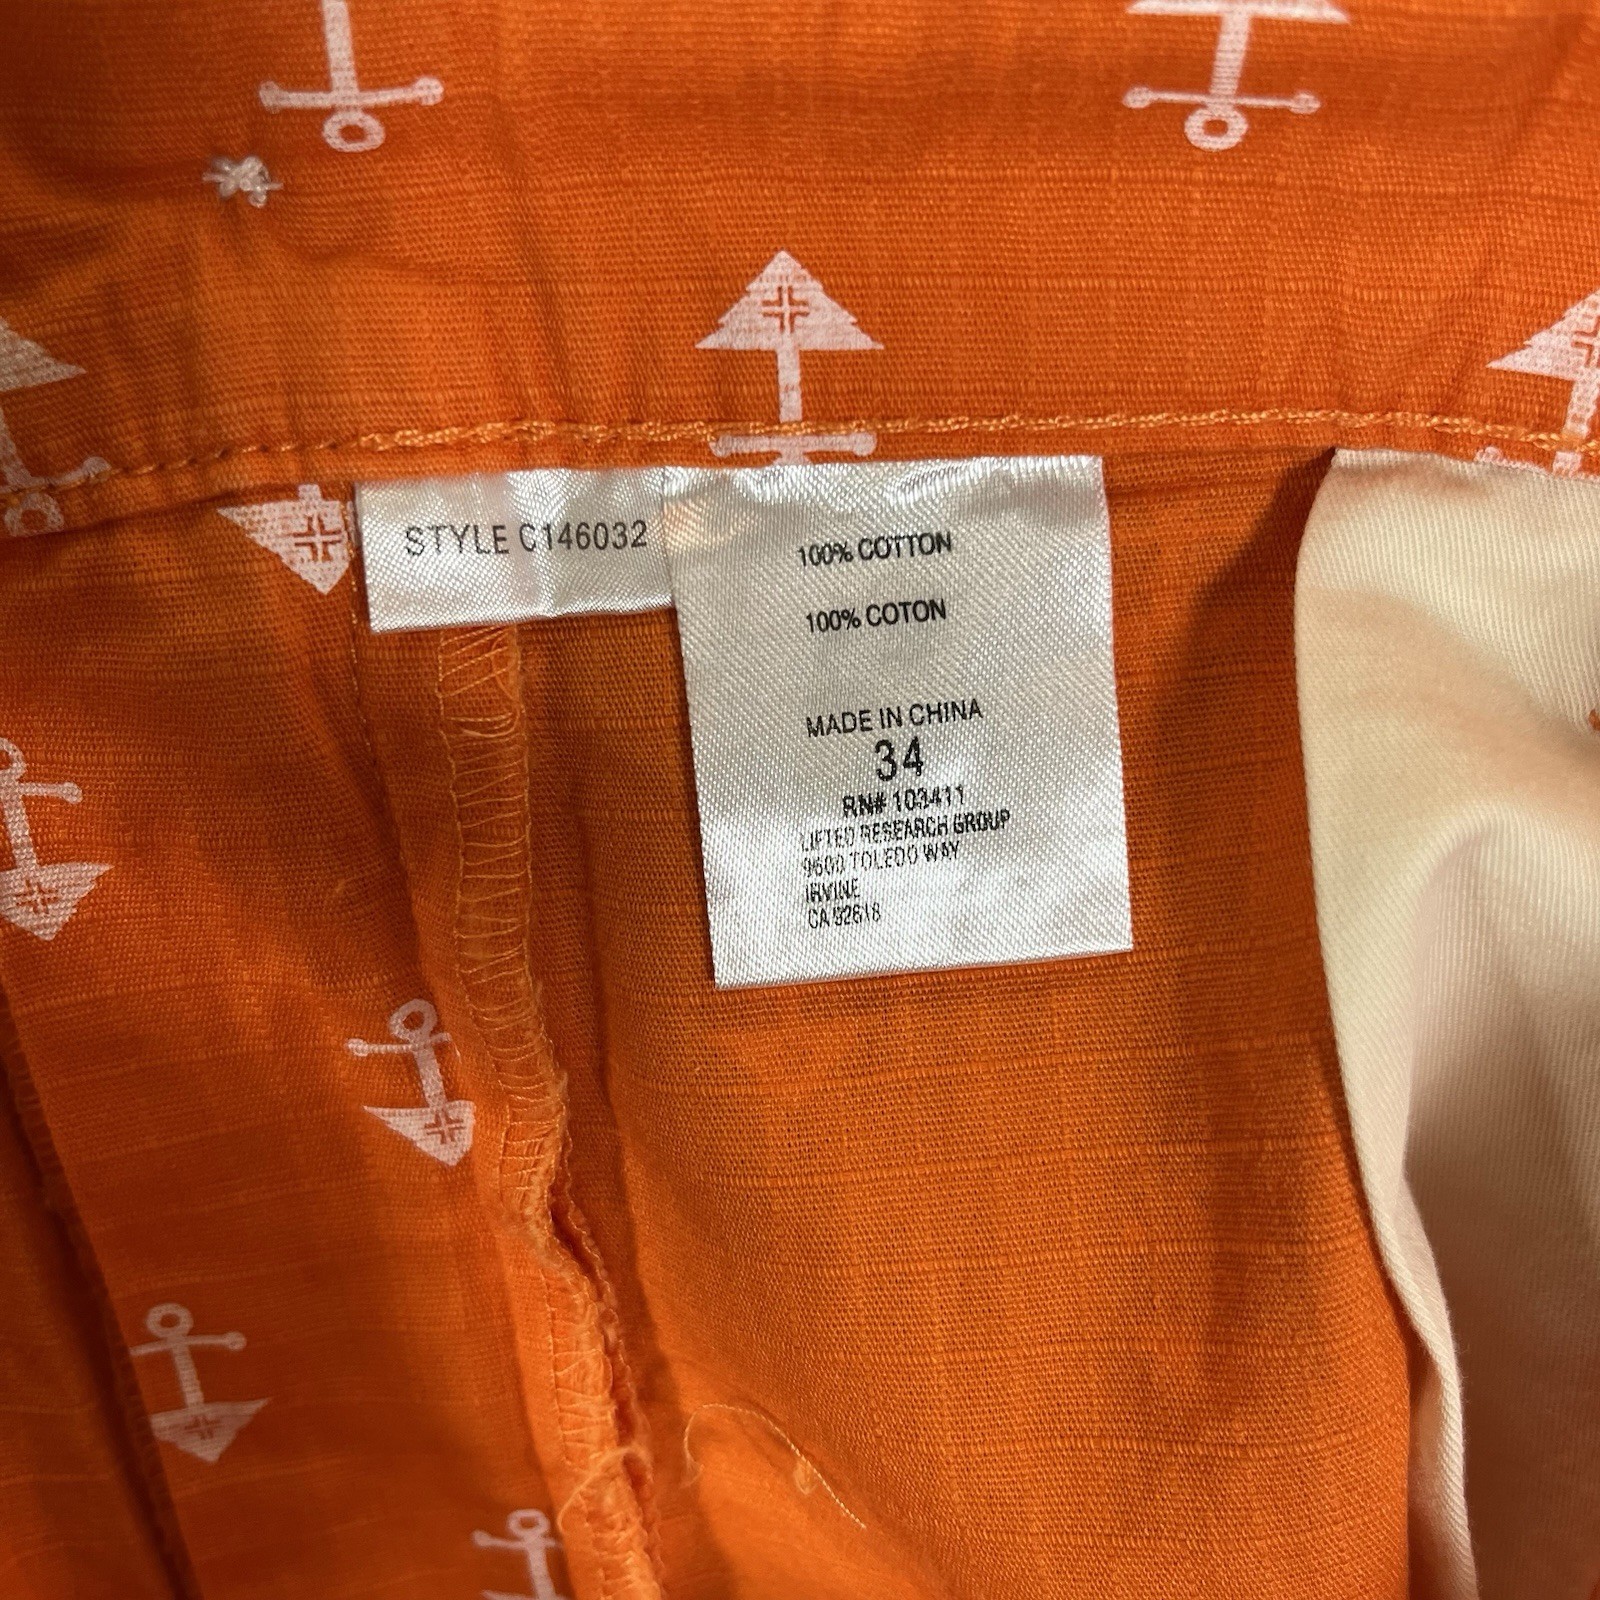 STYLE C146032
100% COTTON
100% COTON
MADE IN CHINA
34
RN# 103411
LIFTED RESEARCH GROUP
9600 TOLEDO WAY
IRVINE
CA 92618